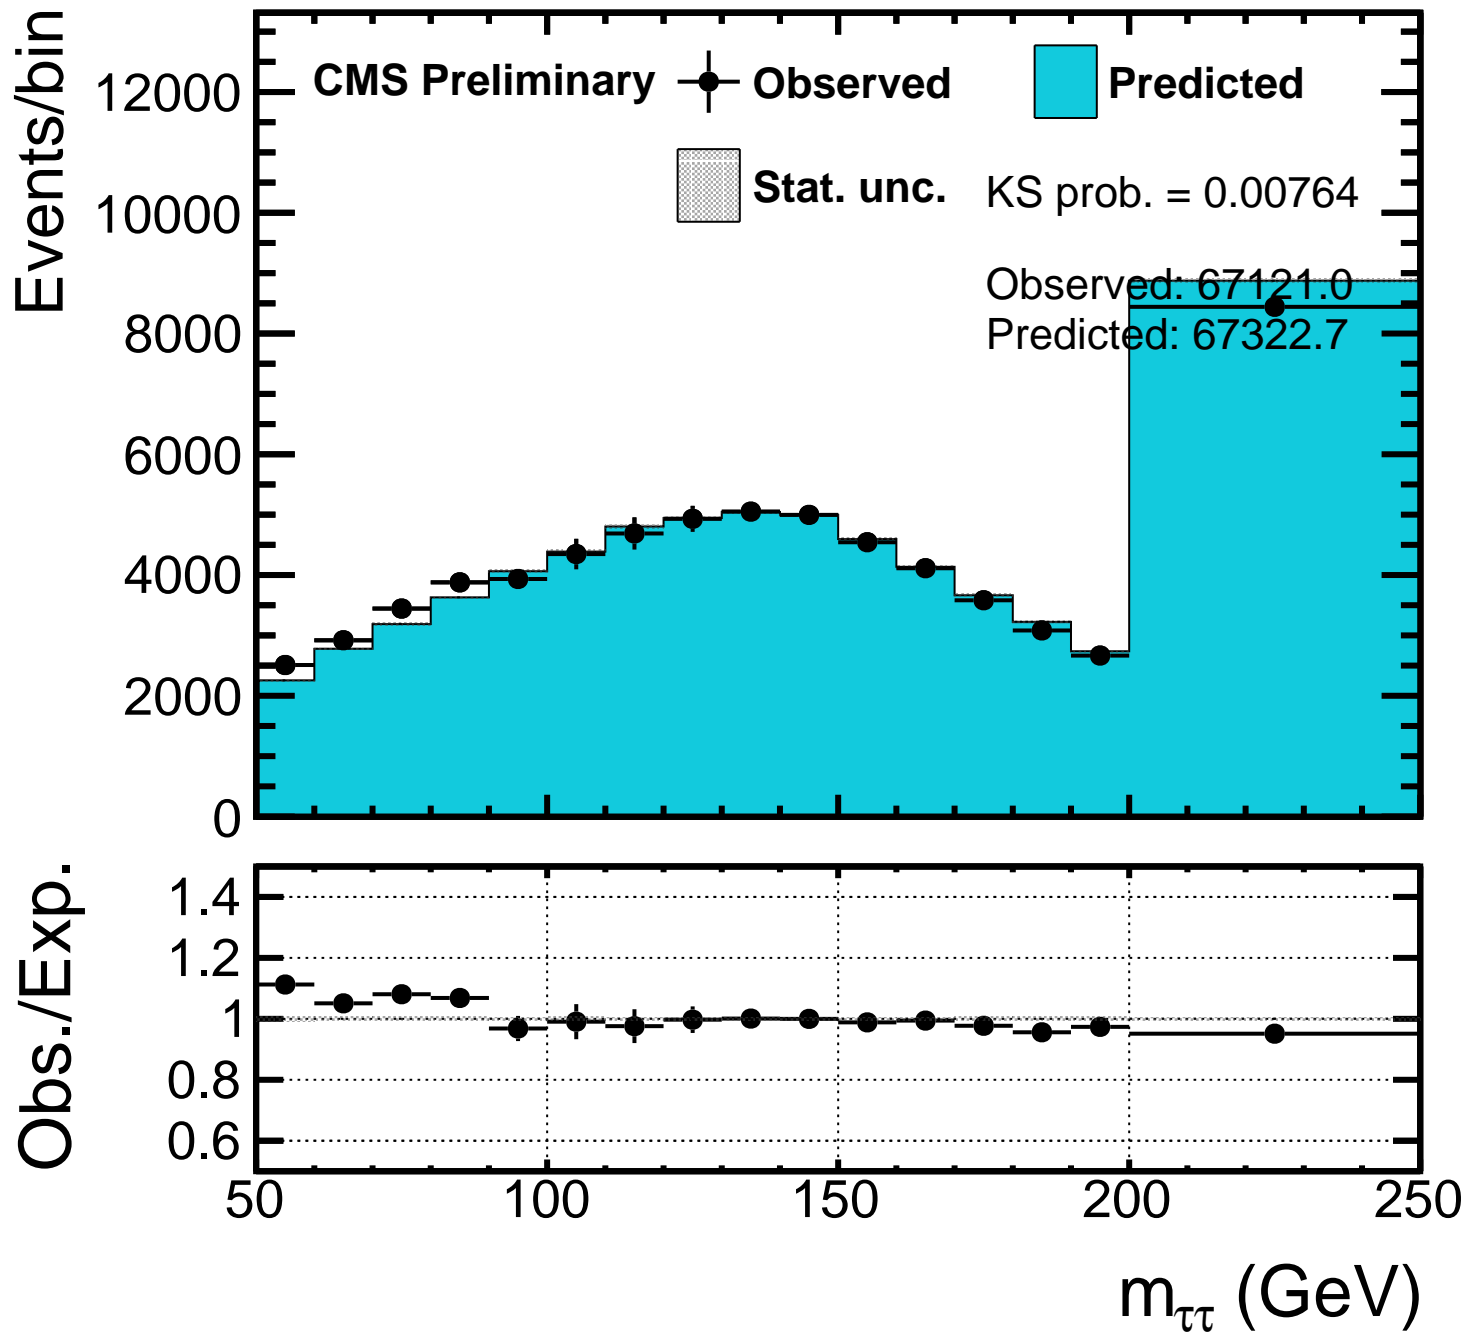 Events/bin
12000
10000
8000
6000
4000
2000
0
CMS Preliminary
Observed
Predicted
Stat. unc.
KS prob. = 0.00764
Observed: 67121.0
Predicted: 67322.7
Obs./Exp.
1.4
1.2
1
0.8
0.6
50 100 150 200 250
m_ττ (GeV)